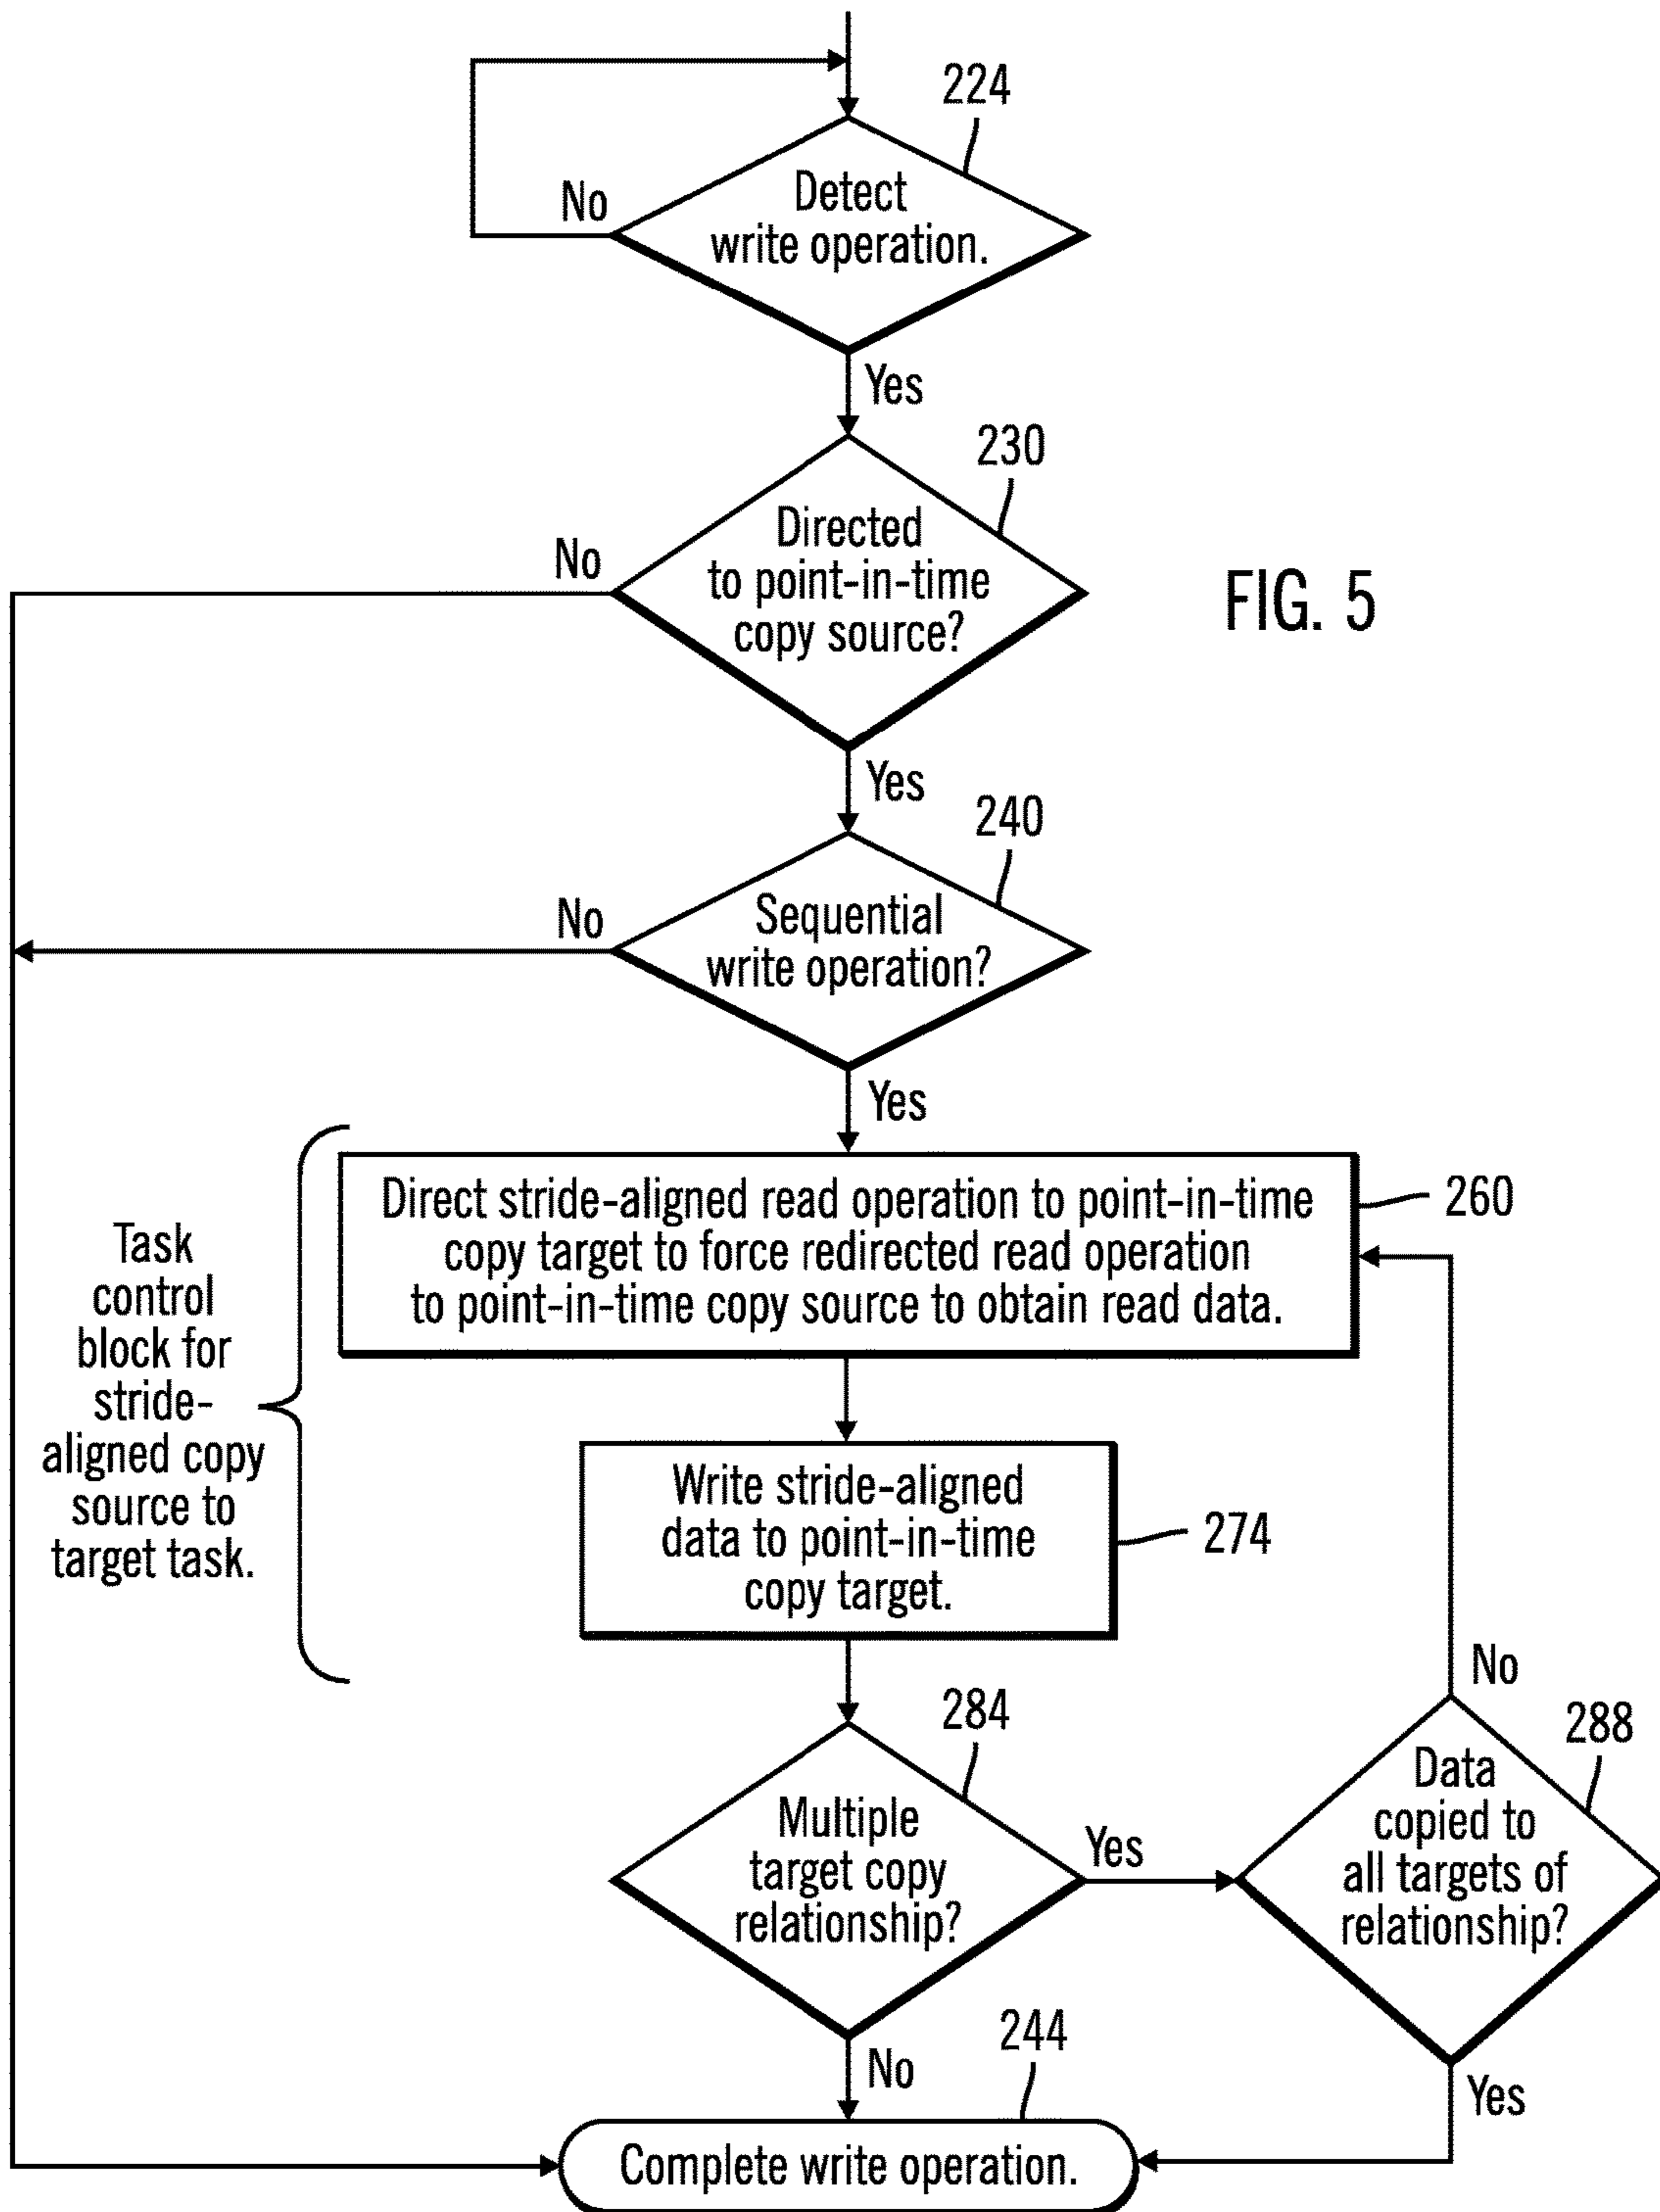 224
No
Detect
write operation.
Yes
230
No
Directed
to point-in-time
copy source?
FIG. 5
Yes
240
No
Sequential
write operation?
Yes
Direct stride-aligned read operation to point-in-time
copy target to force redirected read operation
to point-in-time copy source to obtain read data.
260
Task
control
block for
stride-
aligned copy
source to
target task.
Write stride-aligned
data to point-in-time
copy target.
274
No
284
288
Multiple
target copy
relationship?
Yes
Data
copied to
all targets of
relationship?
244
No
Yes
Complete write operation.